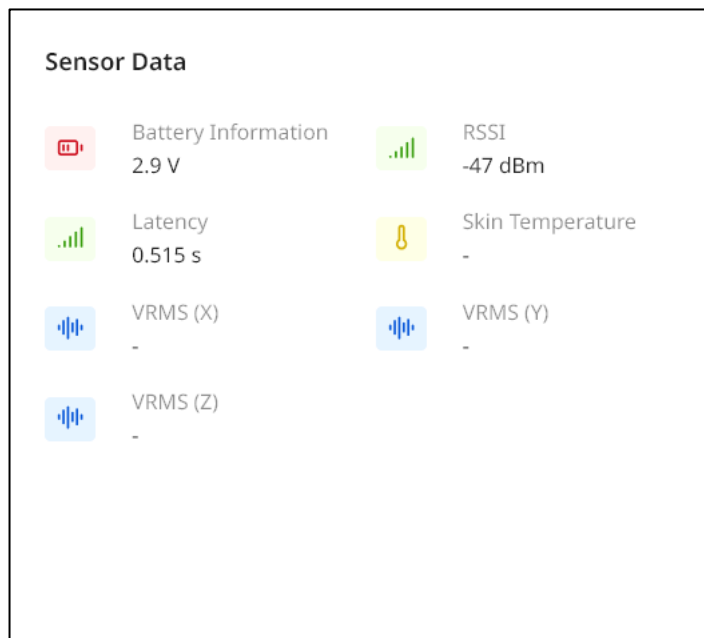 Sensor Data
Battery Information
2.9 V
RSSI
-47 dBm
Latency
0.515 s
Skin Temperature
-
VRMS (X)
-
VRMS (Y)
-
VRMS (Z)
-